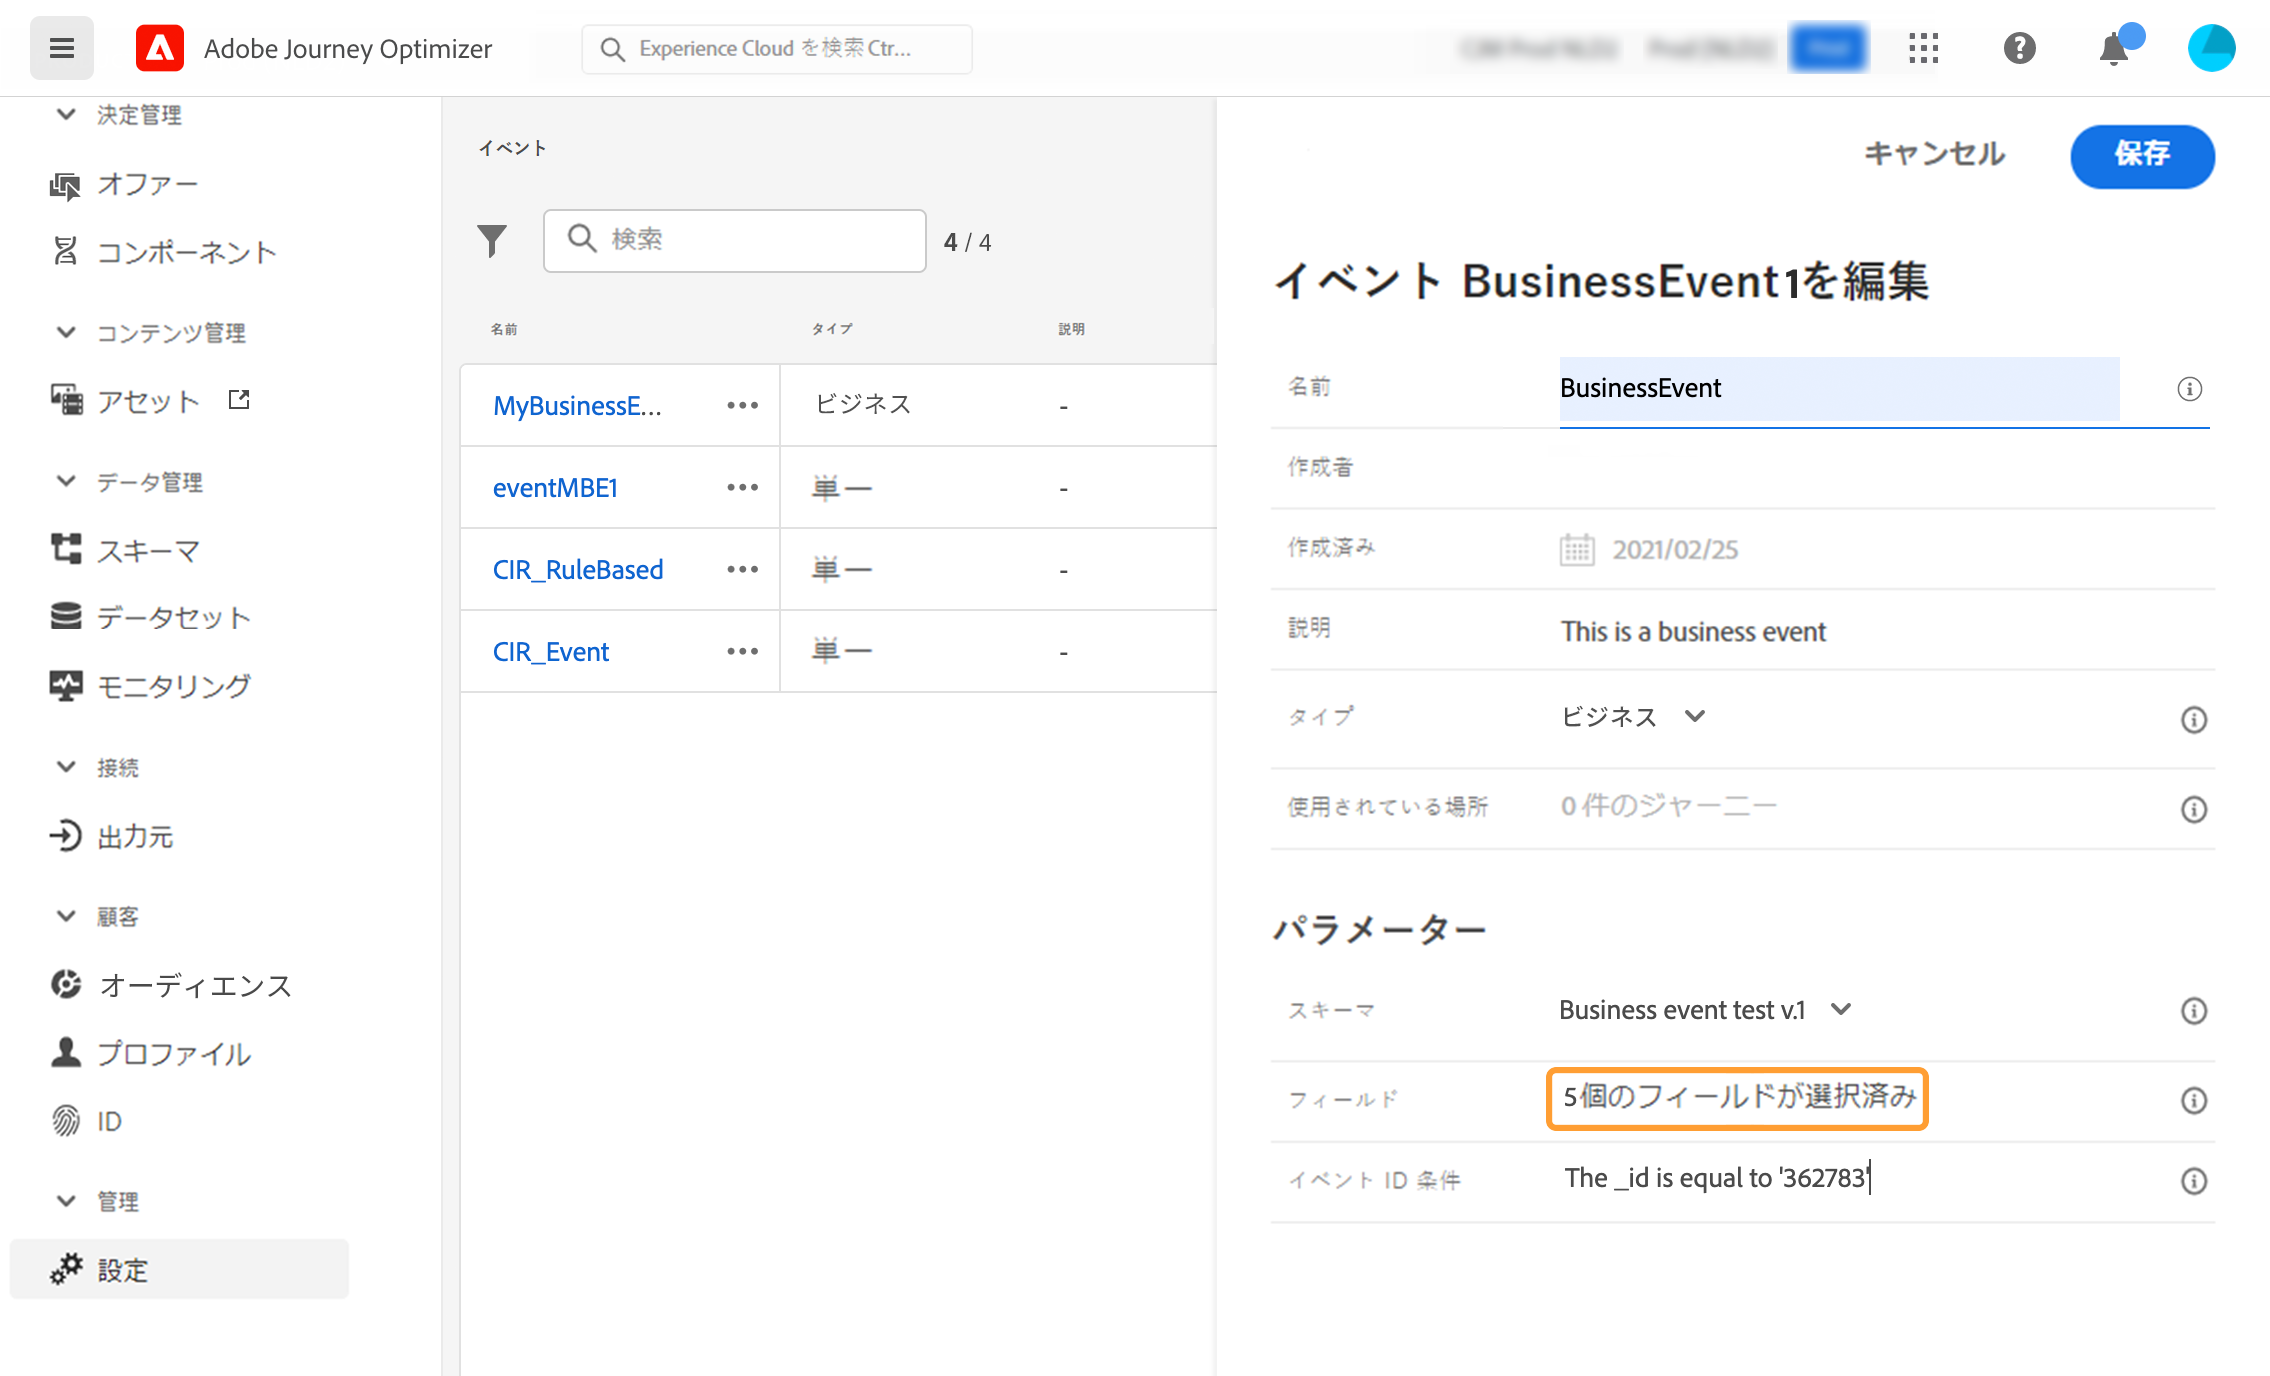 Adobe Journey Optimizer
Experience Cloud を検索 Ctr...
決定管理
オファー
コンポーネント
コンテンツ管理
アセット
データ管理
スキーマ
データセット
モニタリング
接続
出力元
顧客
オーディエンス
プロファイル
ID
管理
設定
イベント
検索
4 / 4
名前 タイプ 説明
MyBusinessE... ビジネス -
eventMBE1 単一 -
CIR_RuleBased 単一 -
CIR_Event 単一 -
キャンセル 保存
イベント BusinessEvent1を編集
名前 BusinessEvent
作成者
作成済み 2021/02/25
説明 This is a business event
タイプ ビジネス
使用されている場所 0 件のジャーニー
パラメーター
スキーマ Business event test v.1
フィールド 5個のフィールドが選択済み
イベント ID 条件 The _id is equal to '362783'